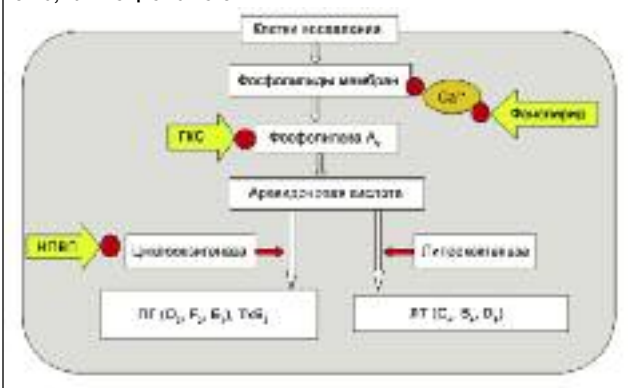 Клетки воспаления
Фосфолипиды мембран
Ca²⁺
Фенспирид
ГКС
Фосфолипаза A₂
Арахидоновая кислота
НПВП
Циклооксигеназа
Липоксигеназа
ПГ (D₂, F₂, E₂), TxB₂
ЛТ (C₄, B₄, D₄)